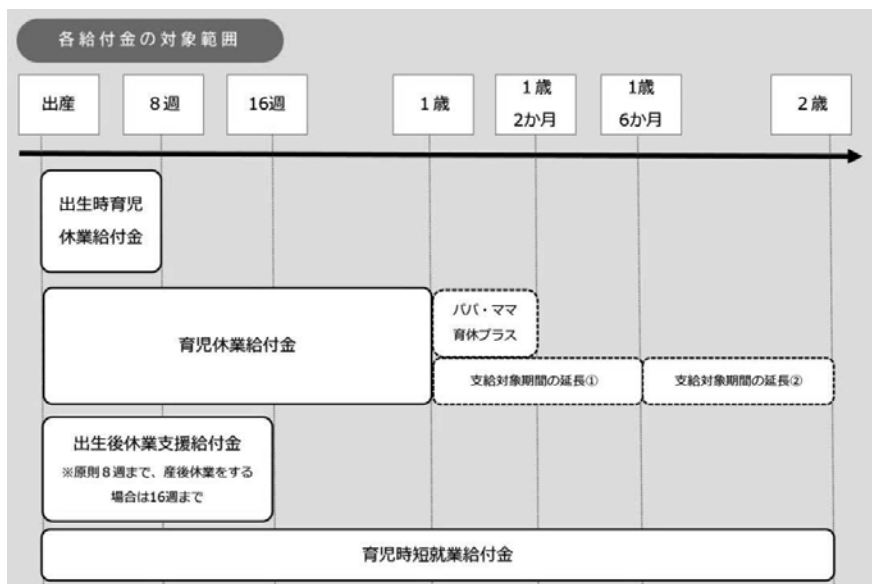 各給付金の対象範囲
出産
8週
16週
1歳
1歳
2か月
1歳
6か月
2歳
出生時育児
休業給付金
育児休業給付金
パパ・ママ
育休プラス
支給対象期間の延長①
支給対象期間の延長②
出生後休業支援給付金
※原則8週まで、産後休業をする
場合は16週まで
育児時短就業給付金